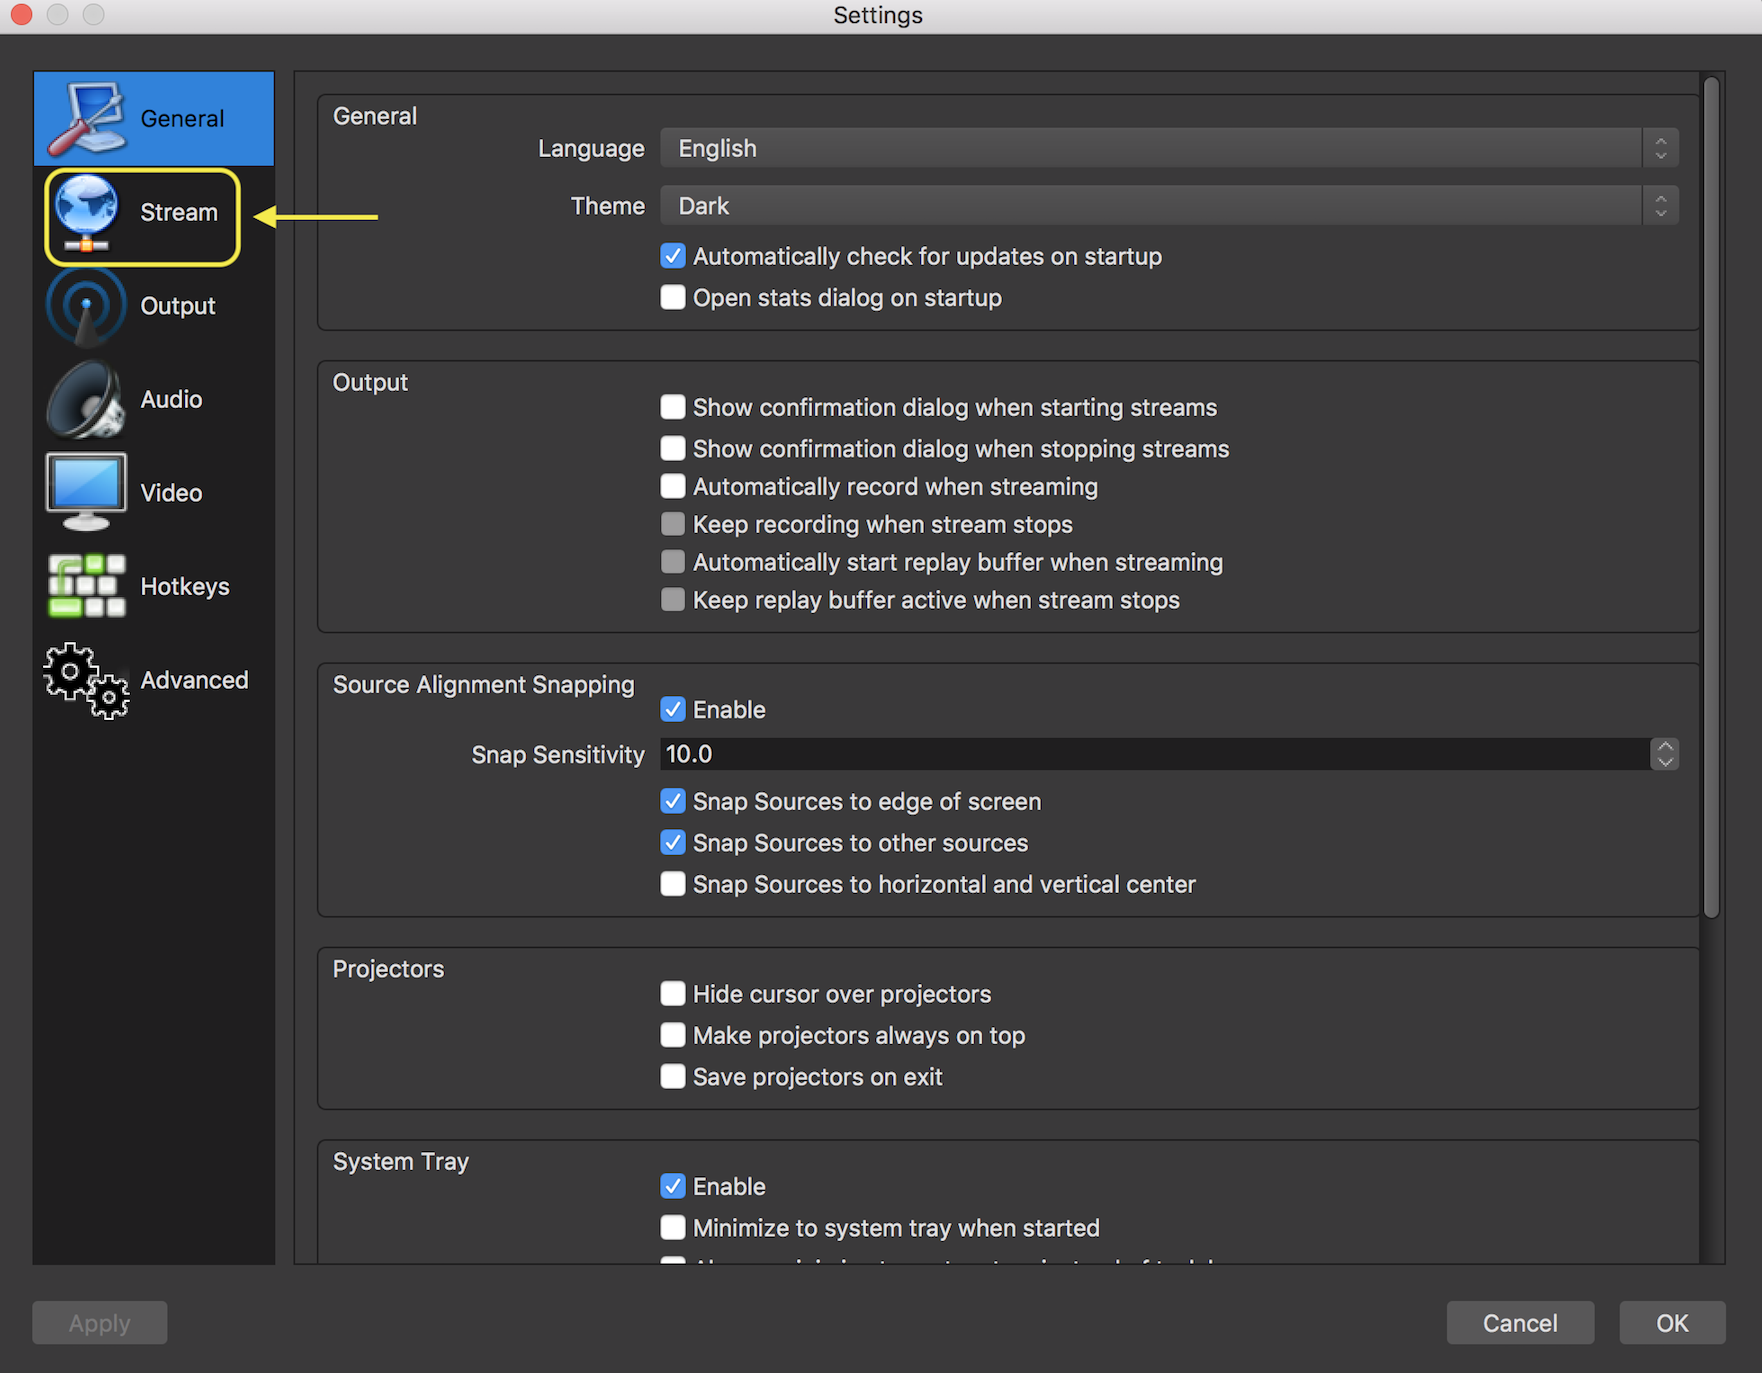 Settings
General
Stream
Output
Audio
Video
Hotkeys
Advanced
General
Language English
Theme Dark
Automatically check for updates on startup
Open stats dialog on startup
Output
Show confirmation dialog when starting streams
Show confirmation dialog when stopping streams
Automatically record when streaming
Keep recording when stream stops
Automatically start replay buffer when streaming
Keep replay buffer active when stream stops
Source Alignment Snapping
Enable
Snap Sensitivity 10.0
Snap Sources to edge of screen
Snap Sources to other sources
Snap Sources to horizontal and vertical center
Projectors
Hide cursor over projectors
Make projectors always on top
Save projectors on exit
System Tray
Enable
Minimize to system tray when started
Apply
Cancel
OK